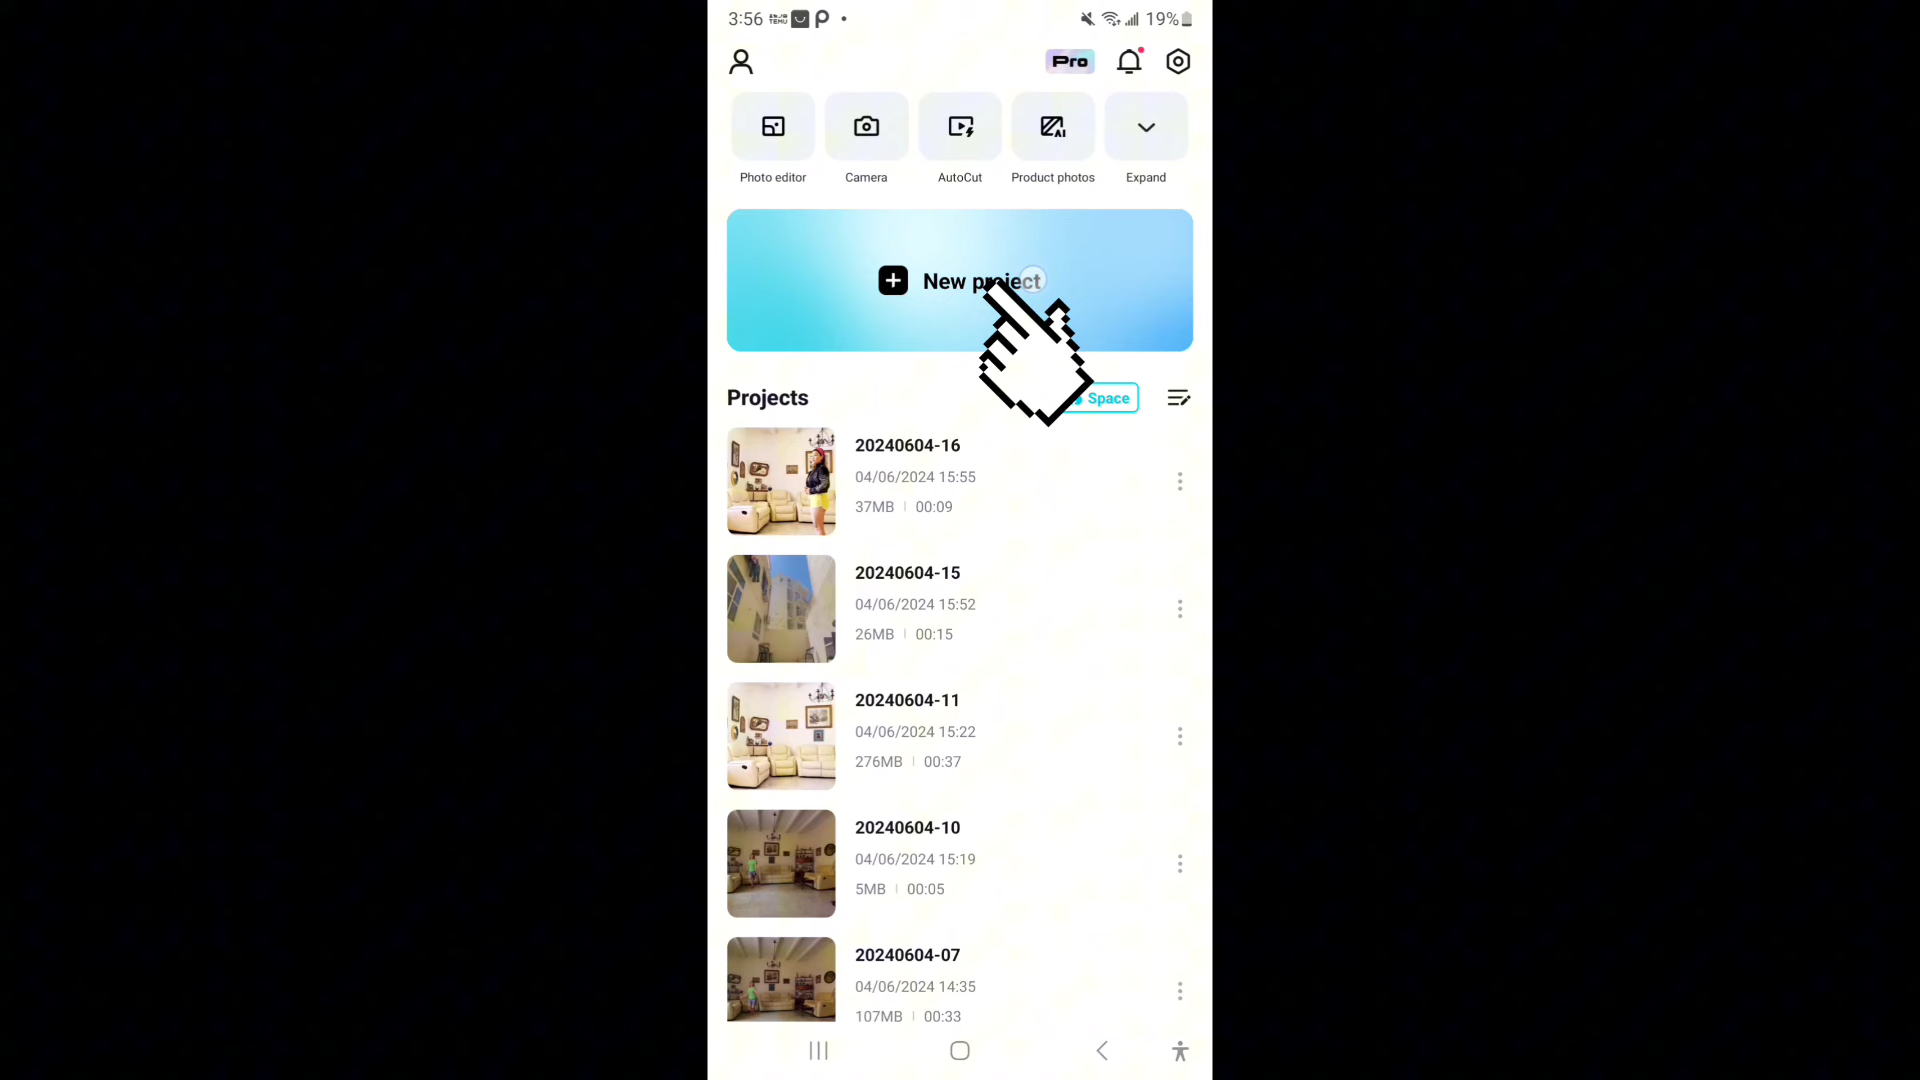 3:56 TEMU 19%
Pro
Photo editor Camera AutoCut Product photos Expand
AI
New project
Projects Space
20240604-16
04/06/2024 15:55
37MB 00:09
20240604-15
04/06/2024 15:52
26MB 00:15
20240604-11
04/06/2024 15:22
276MB 00:37
20240604-10
04/06/2024 15:19
5MB 00:05
20240604-07
04/06/2024 14:35
107MB 00:33